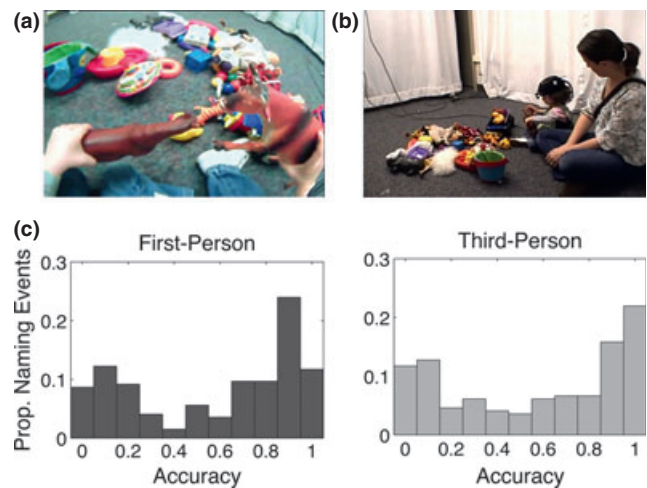 (a)
(b)
(c)
First-Person
Third-Person
Prop. Naming Events
0.3
0.2
0.1
0
0 0.2 0.4 0.6 0.8 1
Accuracy
0.3
0.2
0.1
0
0 0.2 0.4 0.6 0.8 1
Accuracy